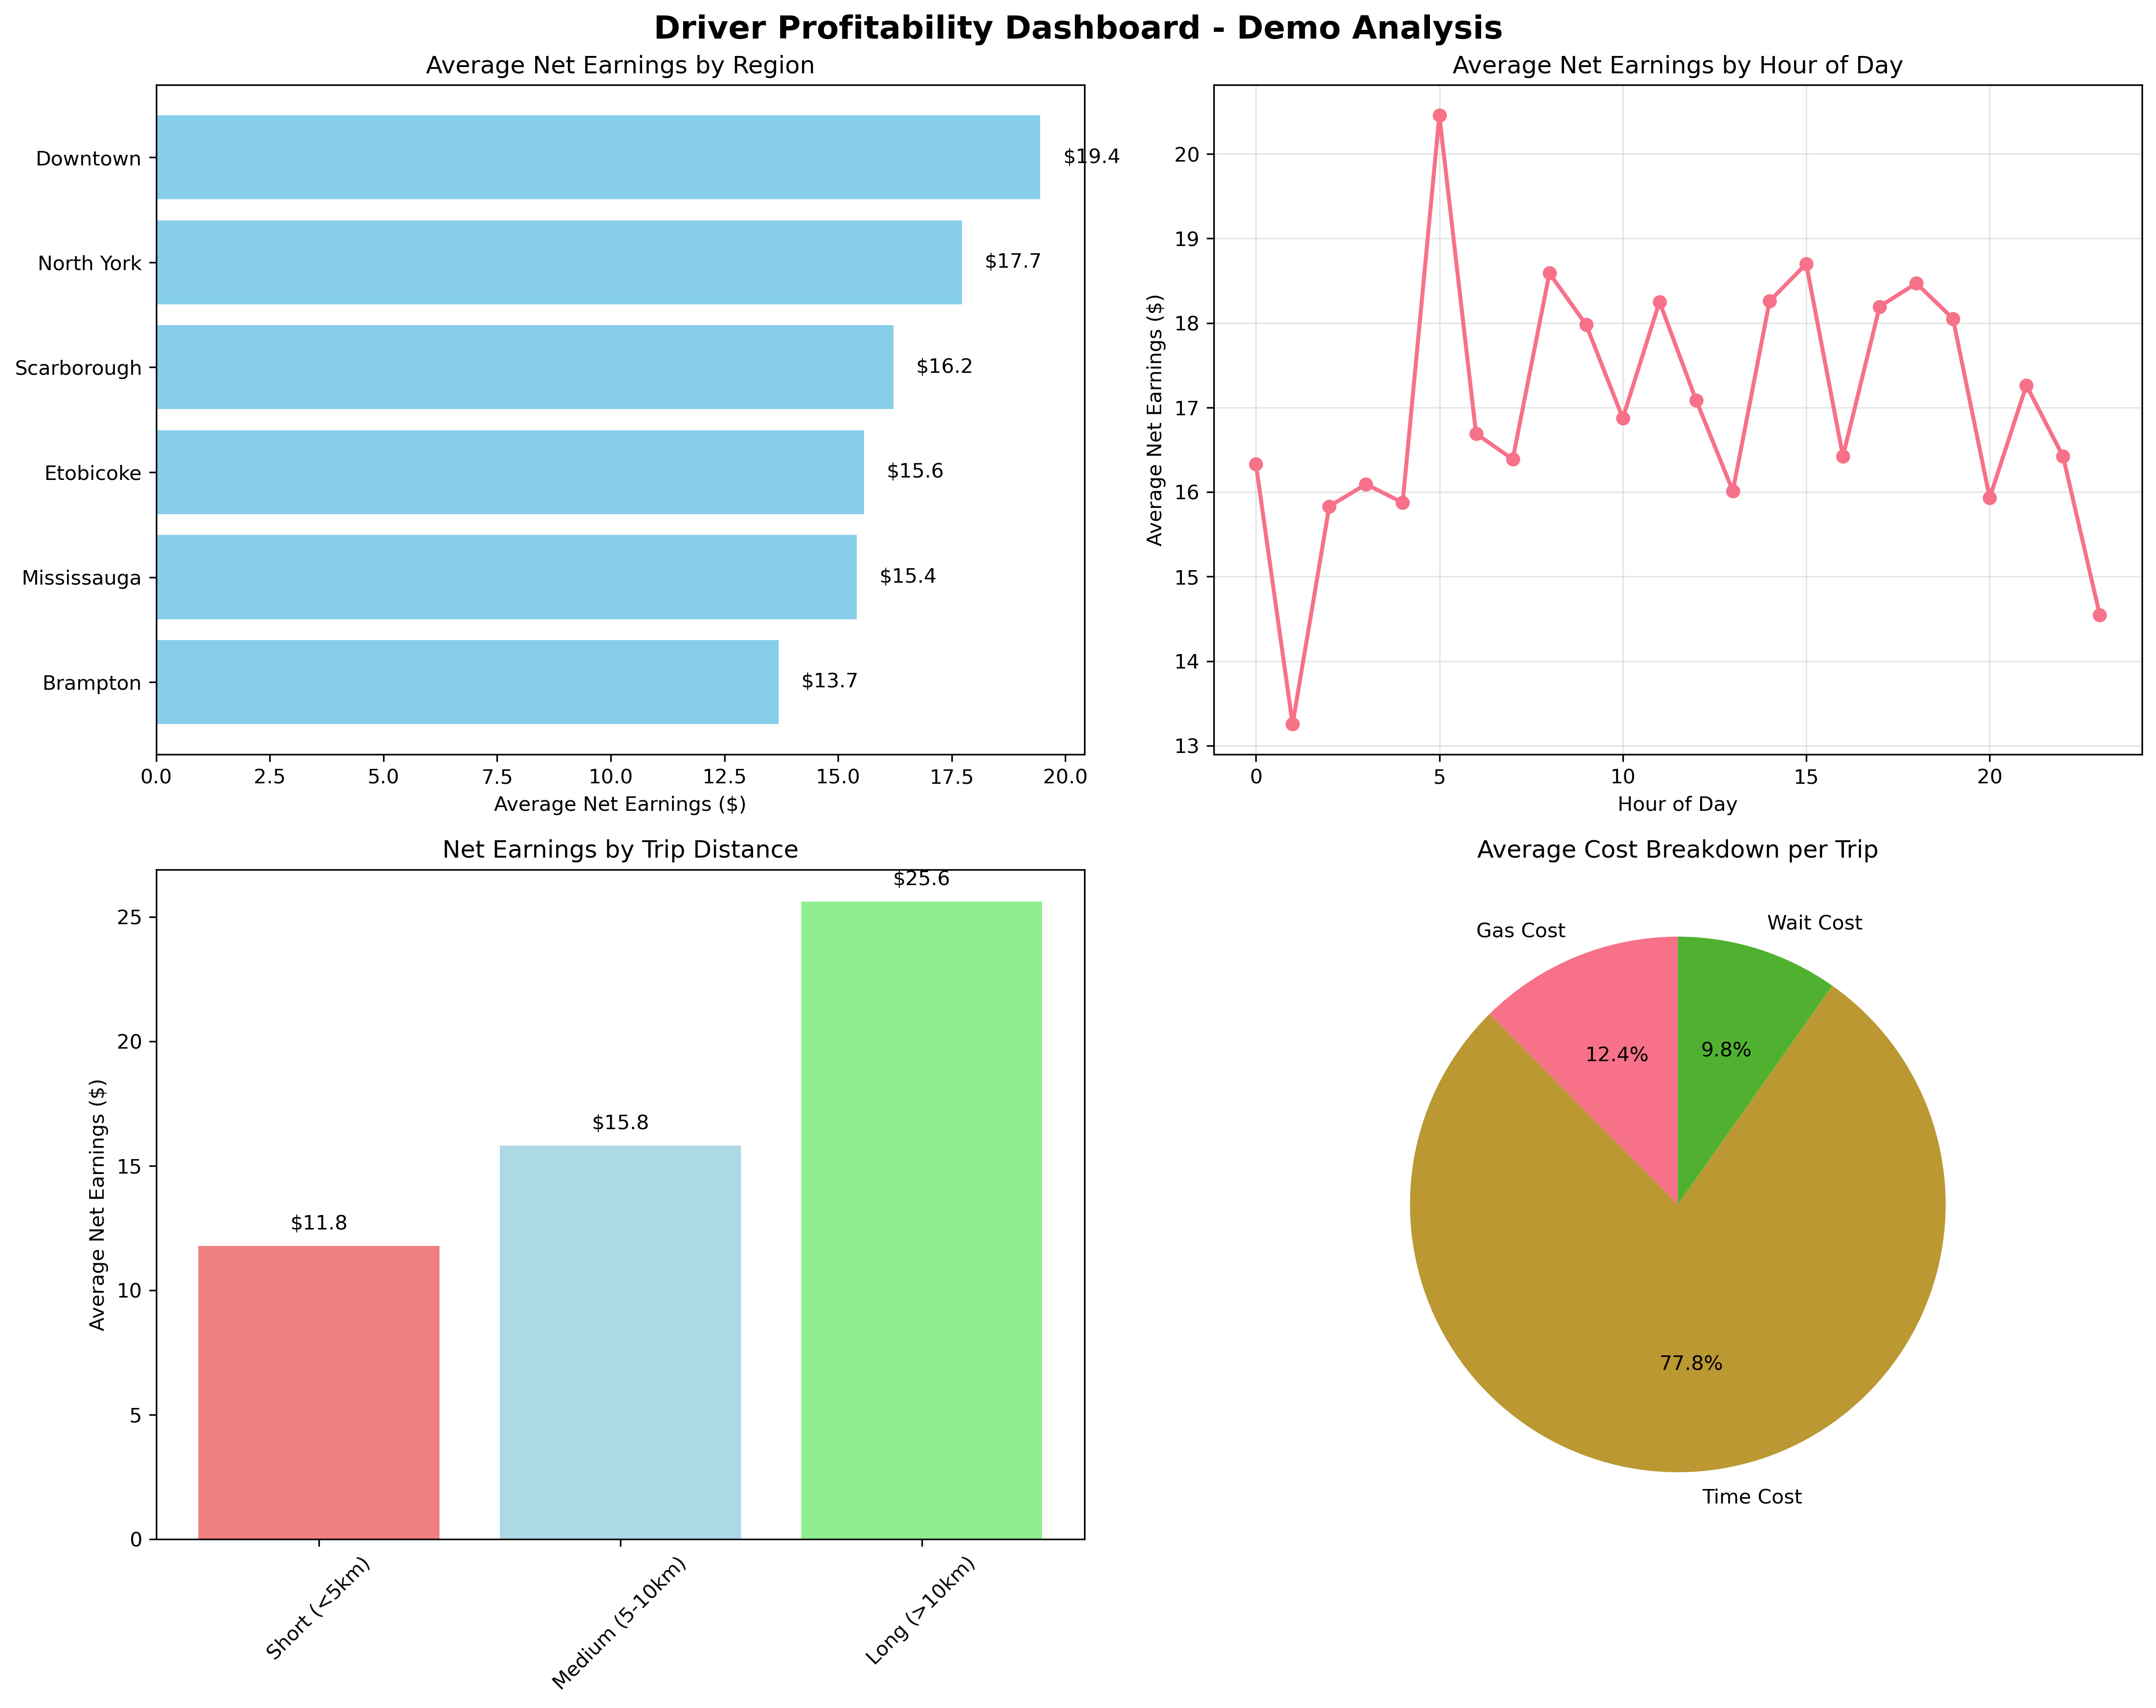 Driver Profitability Dashboard - Demo Analysis
Average Net Earnings by Region
Downtown
$19.4
North York
$17.7
Scarborough
$16.2
Etobicoke
$15.6
Mississauga
$15.4
Brampton
$13.7
0.0 2.5 5.0 7.5 10.0 12.5 15.0 17.5 20.0
Average Net Earnings ($)
Average Net Earnings by Hour of Day
Average Net Earnings ($)
20
19
18
17
16
15
14
13
0 5 10 15 20
Hour of Day
Net Earnings by Trip Distance
Average Net Earnings ($)
25
20
15
10
5
0
$11.8
$15.8
$25.6
Short (<5km)
Medium (5-10km)
Long (>10km)
Average Cost Breakdown per Trip
Gas Cost
Wait Cost
12.4%
9.8%
77.8%
Time Cost